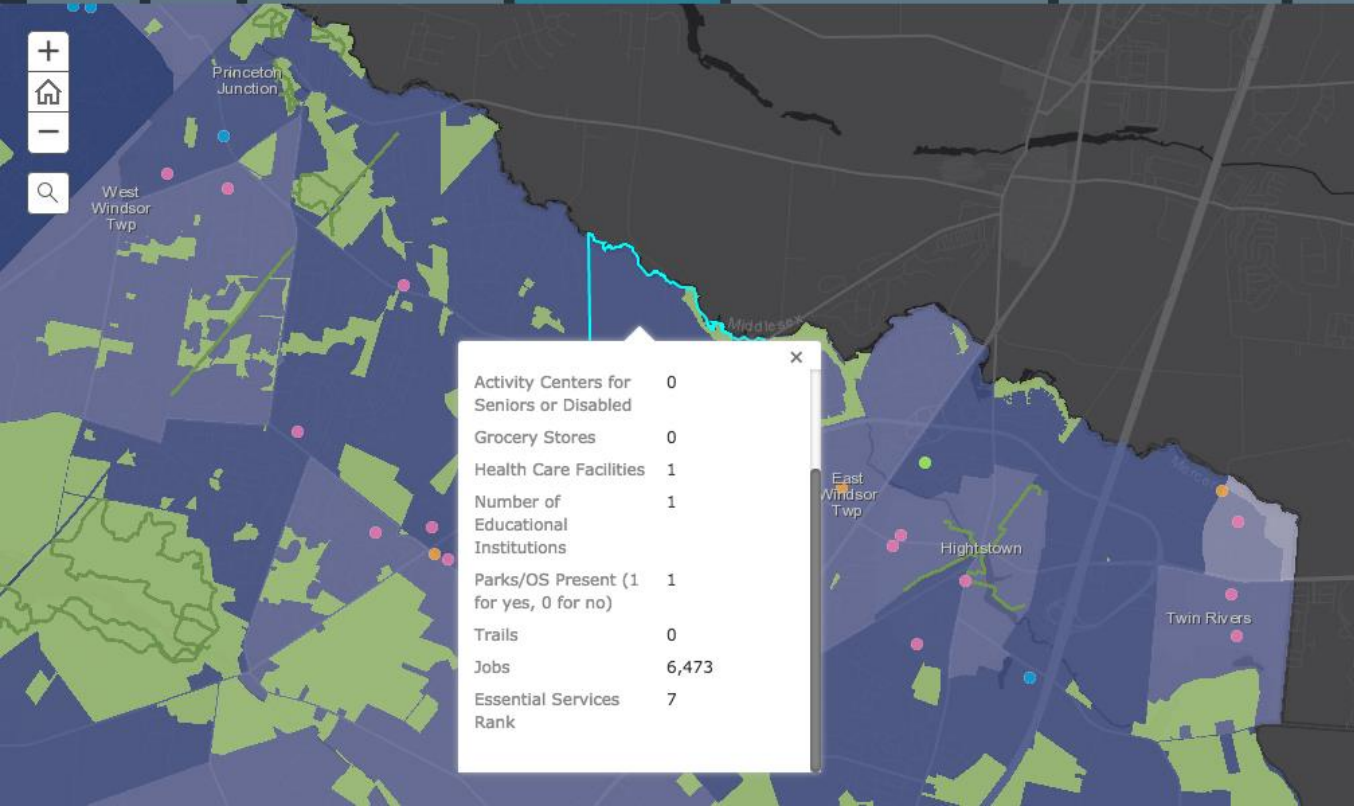 +
Princeton
Junction
−
West
Windsor
Twp
Middlesex
×
Activity Centers for 0
Seniors or Disabled
Grocery Stores 0
Health Care Facilities 1
Number of 1
Educational
Institutions
Parks/OS Present (1 1
for yes, 0 for no)
Trails 0
Jobs 6,473
Essential Services 7
Rank
East
Windsor
Twp
Hightstown
Mercer
Twin Rivers